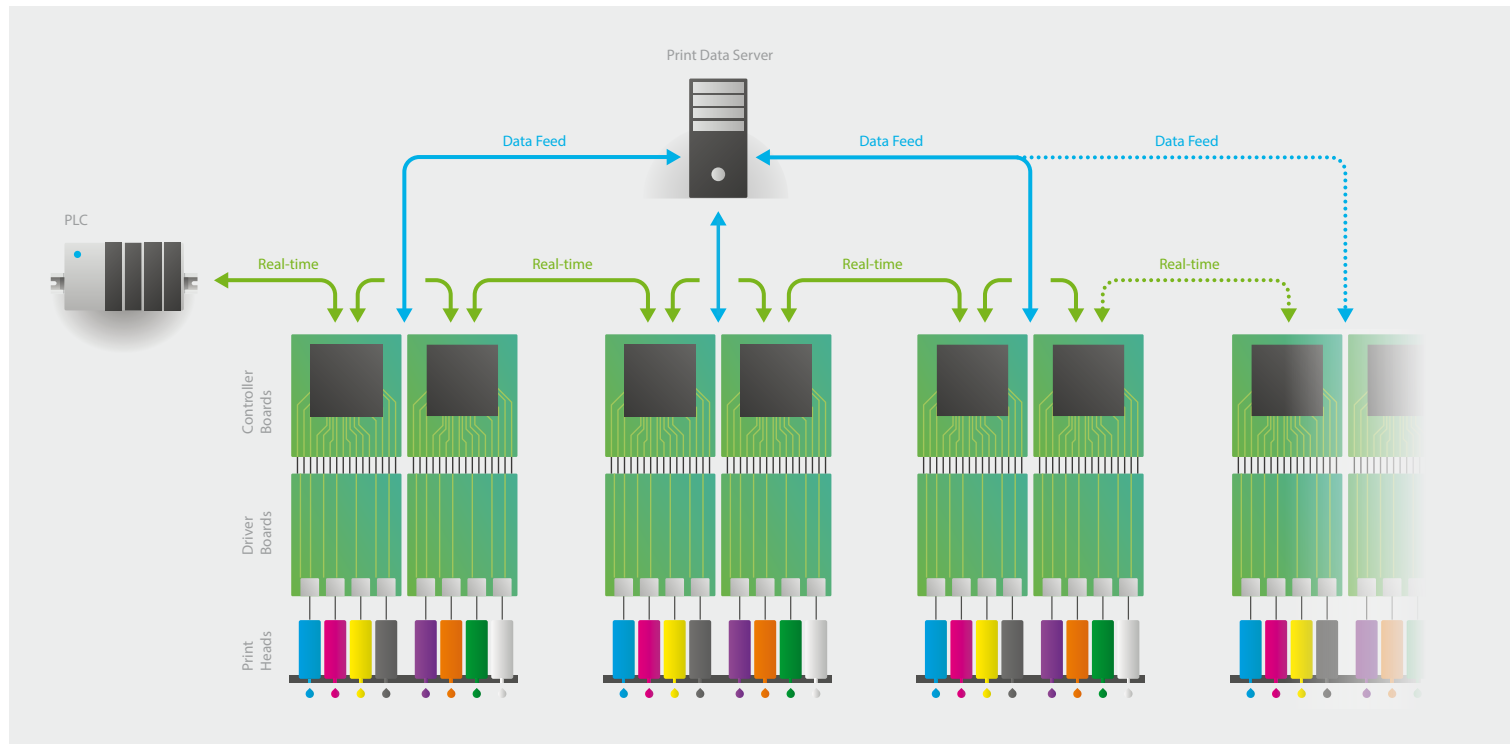 Print Data Server
Data Feed
Data Feed
Data Feed
PLC
Real-time
Real-time
Real-time
Real-time
Controller
Boards
Driver
Boards
Print
Heads